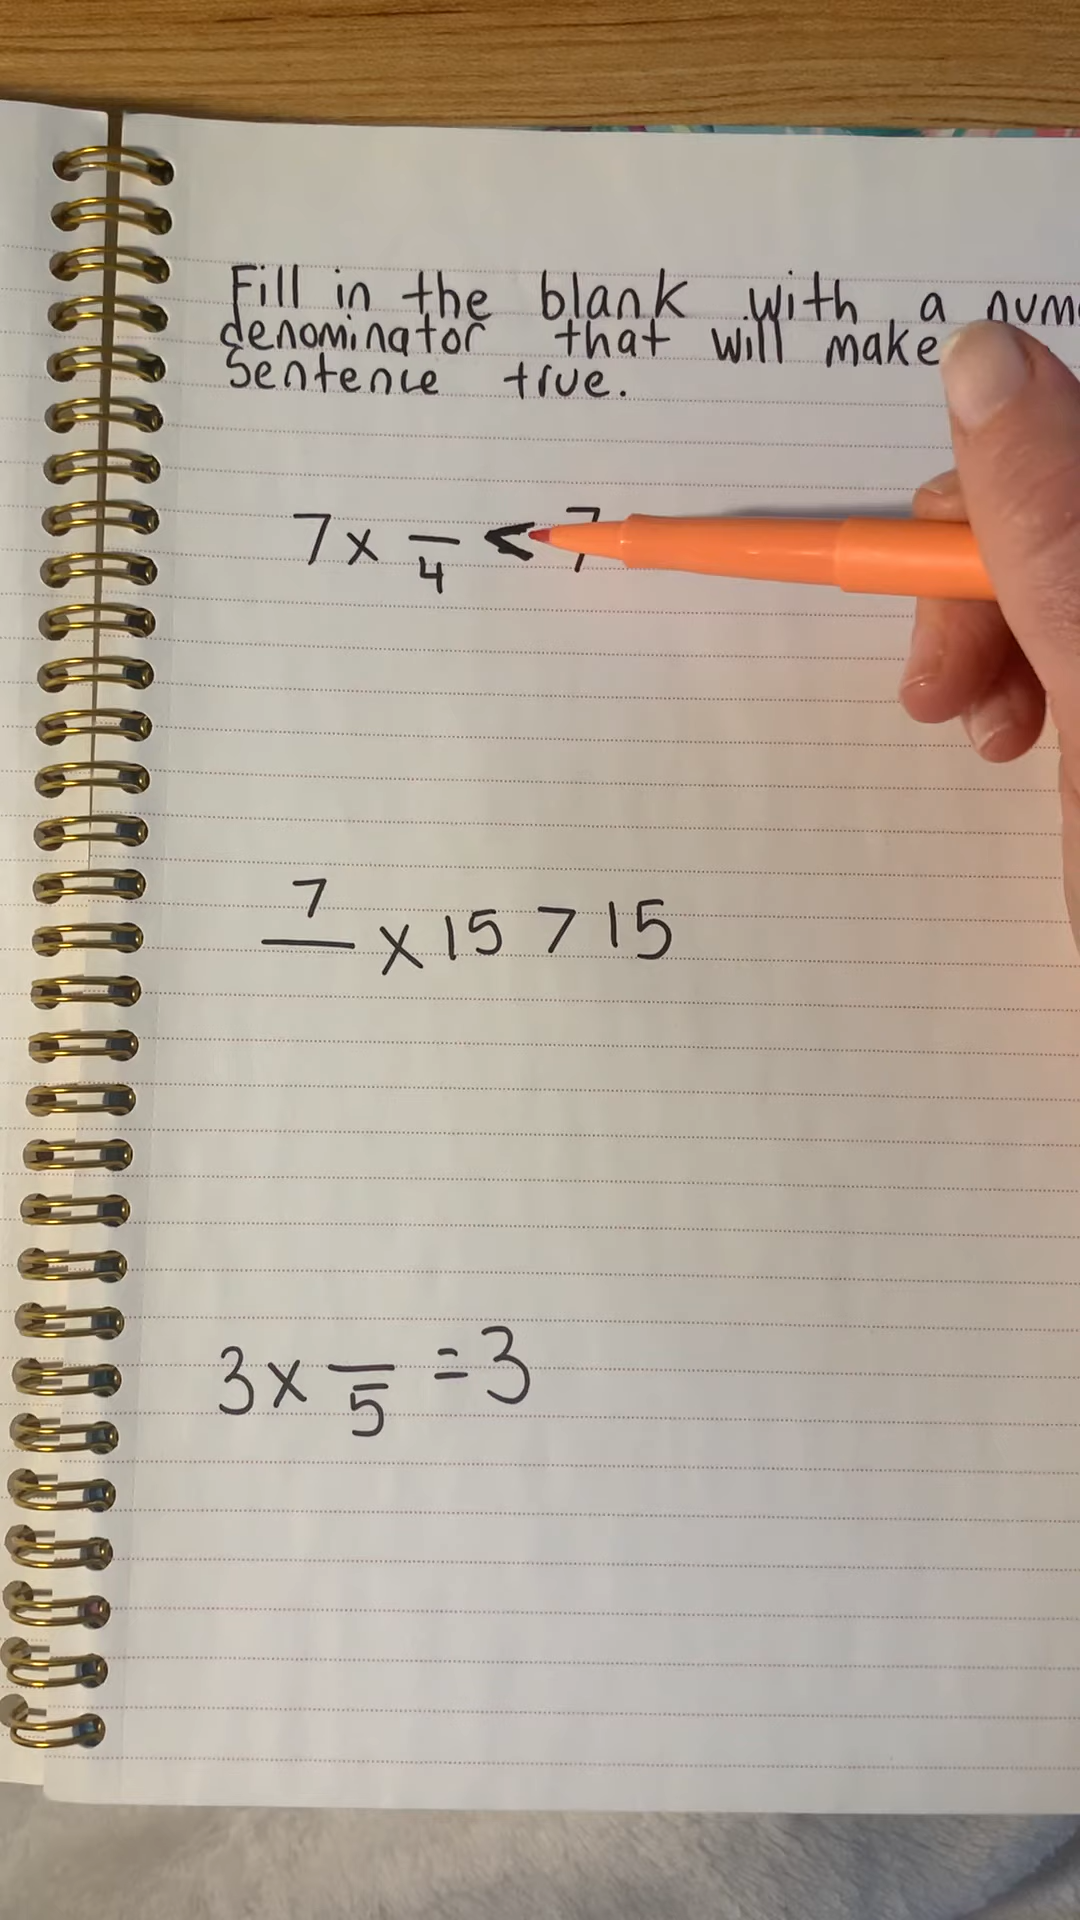 Fill in the blank with a
denominator that will make
Sentence true.
7 x _/4 < 7
7/_ x 15 > 15
3 x _/5 = 3